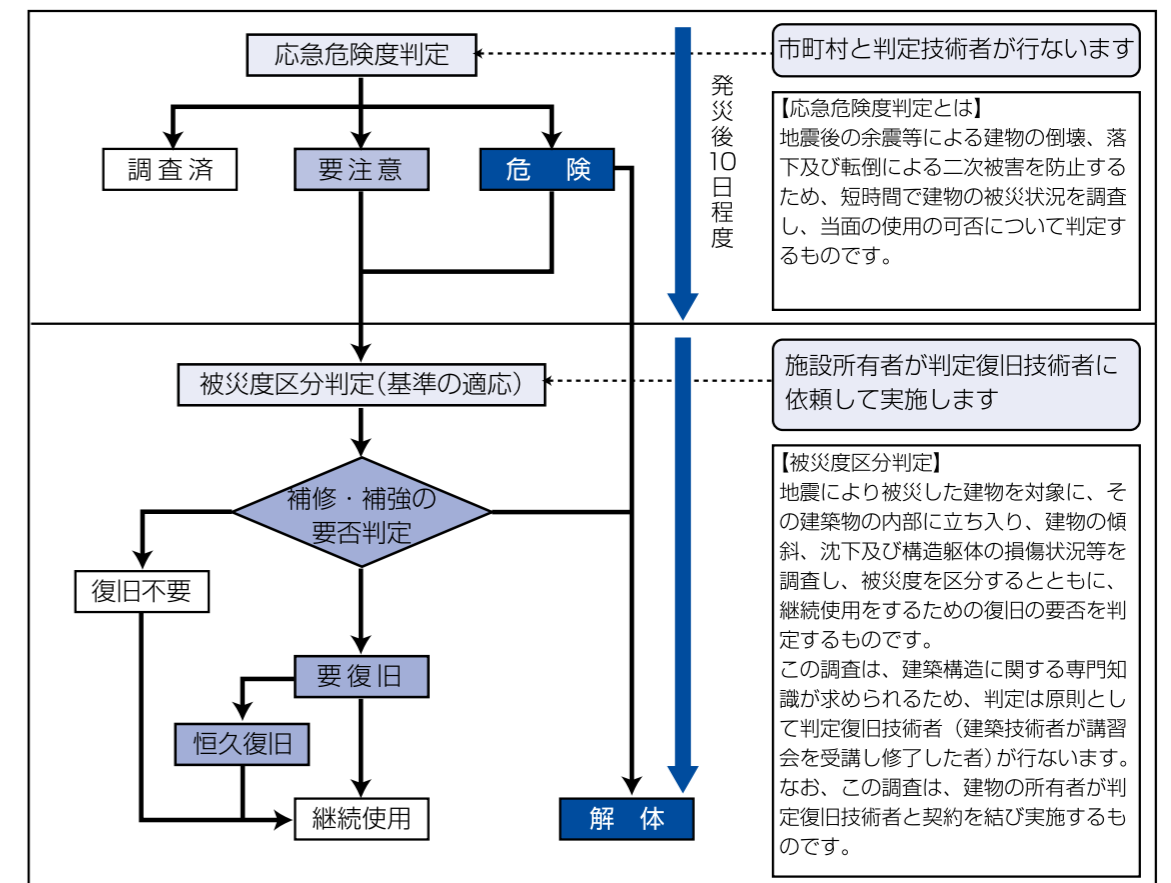 応急危険度判定
市町村と判定技術者が行ないます
調査済
要注意
危　険
発災後10日程度
【応急危険度判定とは】
地震後の余震等による建物の倒壊、落
下及び転倒による二次被害を防止する
ため、短時間で建物の被災状況を調査
し、当面の使用の可否について判定す
るものです。
被災度区分判定（基準の適応）
施設所有者が判定復旧技術者に
依頼して実施します
補修・補強の
要否判定
復旧不要
要復旧
恒久復旧
継続使用
解　体
【被災度区分判定】
地震により被災した建物を対象に、そ
の建築物の内部に立ち入り、建物の傾
斜、沈下及び構造躯体の損傷状況等を
調査し、被災度を区分するとともに、
継続使用をするための復旧の要否を判
定するものです。
この調査は、建築構造に関する専門知
識が求められるため、判定は原則とし
て判定復旧技術者（建築技術者が講習
会を受講し修了した者）が行ないます。
なお、この調査は、建物の所有者が判
定復旧技術者と契約を結び実施するも
のです。